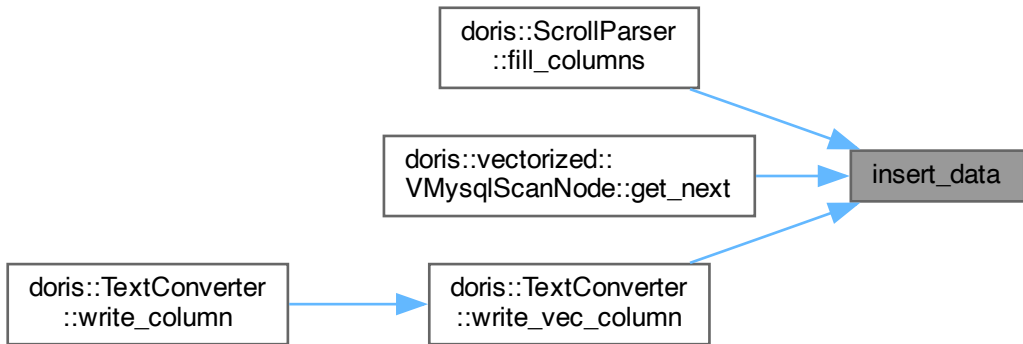 doris::ScrollParser
::fill_columns
doris::vectorized::
VMysqlScanNode::get_next
insert_data
doris::TextConverter
::write_column
doris::TextConverter
::write_vec_column